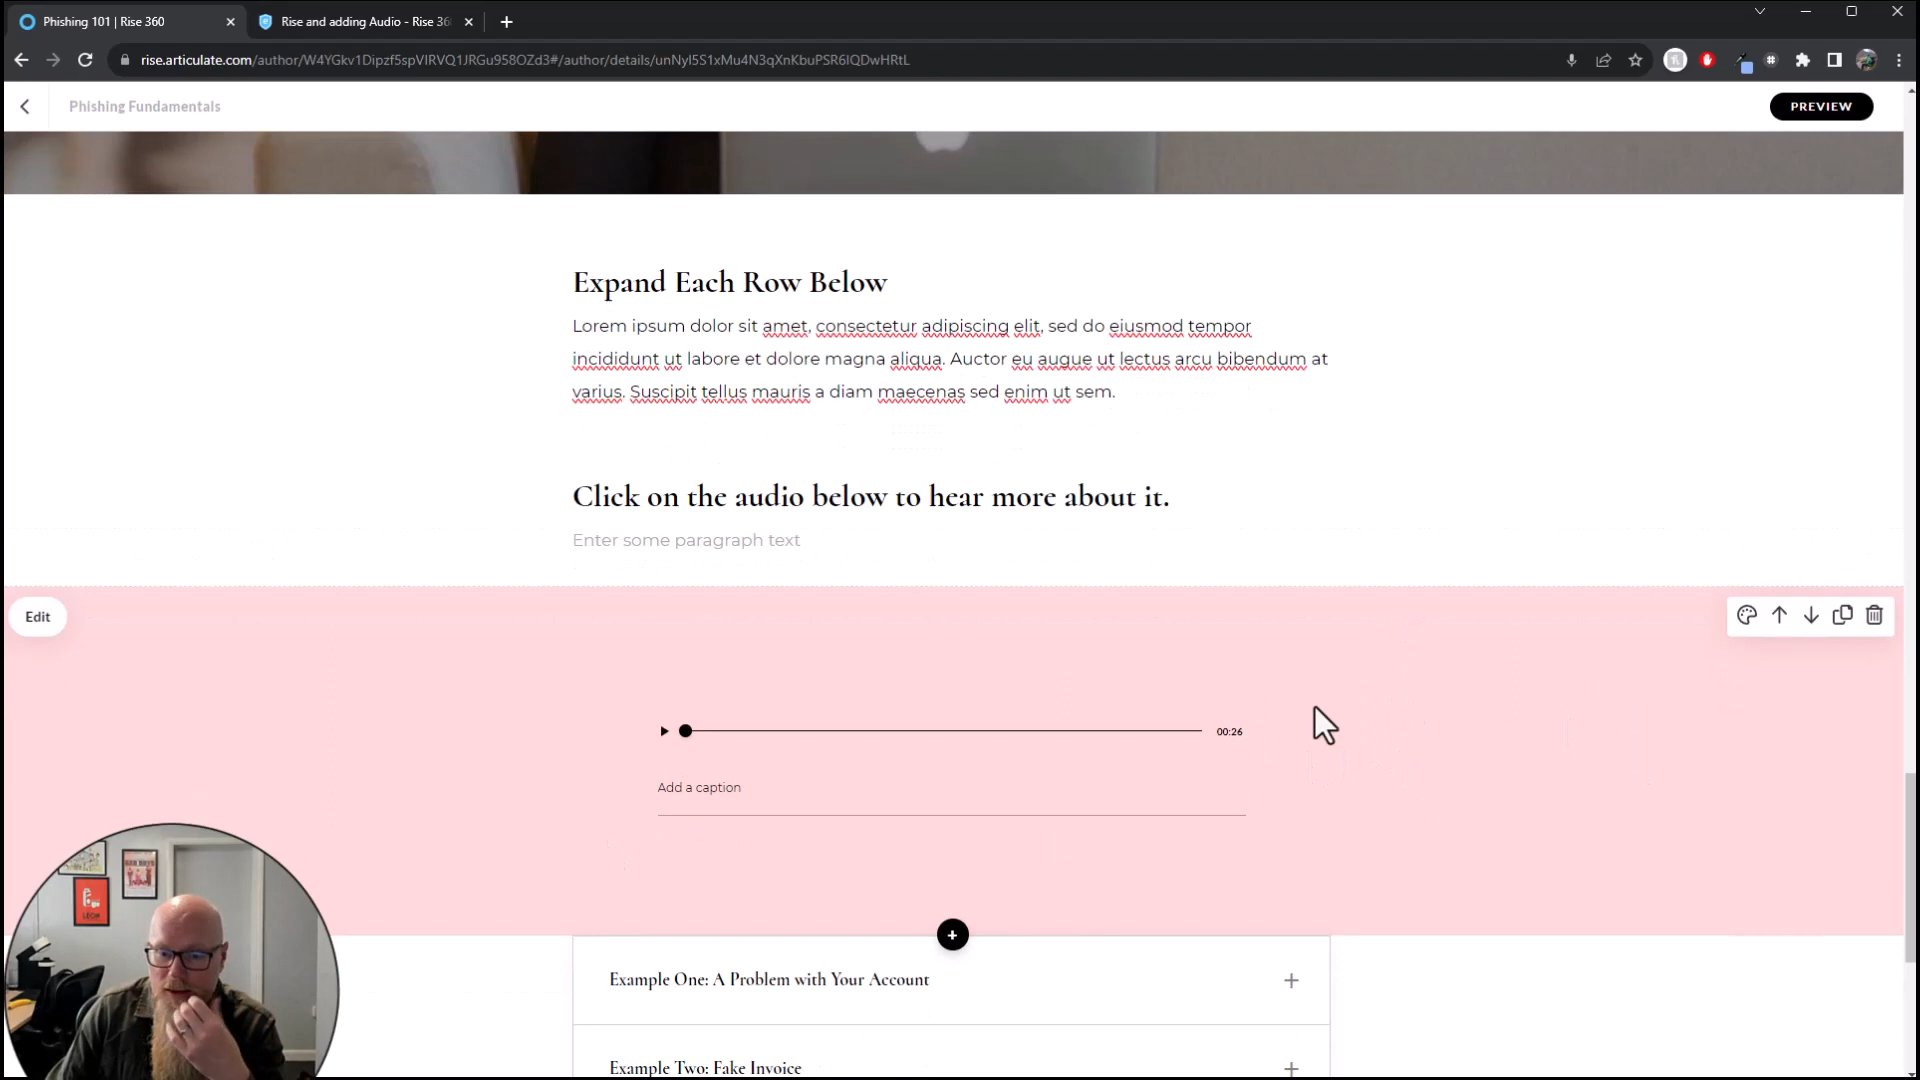 Phishing 101 | Rise 360
Rise and adding Audio - Rise 36
rise.articulate.com/author/W4YGkv1Dipzf5spVIRVQ1JRGu958OZd3#/author/details/unNyI5S1xMu4N3qXnKbuPSR6IQDwHRtL
Phishing Fundamentals
PREVIEW
Expand Each Row Below
Lorem ipsum dolor sit amet, consectetur adipiscing elit, sed do eiusmod tempor
incididunt ut labore et dolore magna aliqua. Auctor eu augue ut lectus arcu bibendum at
varius. Suscipit tellus mauris a diam maecenas sed enim ut sem.
Click on the audio below to hear more about it.
Enter some paragraph text
Edit
00:26
Add a caption
LEON
Example One: A Problem with Your Account
Example Two: Fake Invoice